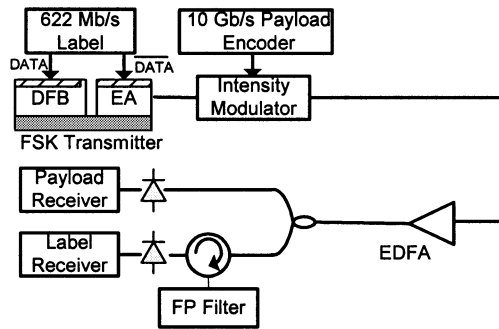 622 Mb/s
Label
10 Gb/s Payload
Encoder
DATA
D̅A̅T̅A̅
DFB
EA
Intensity
Modulator
FSK Transmitter
Payload
Receiver
Label
Receiver
EDFA
FP Filter